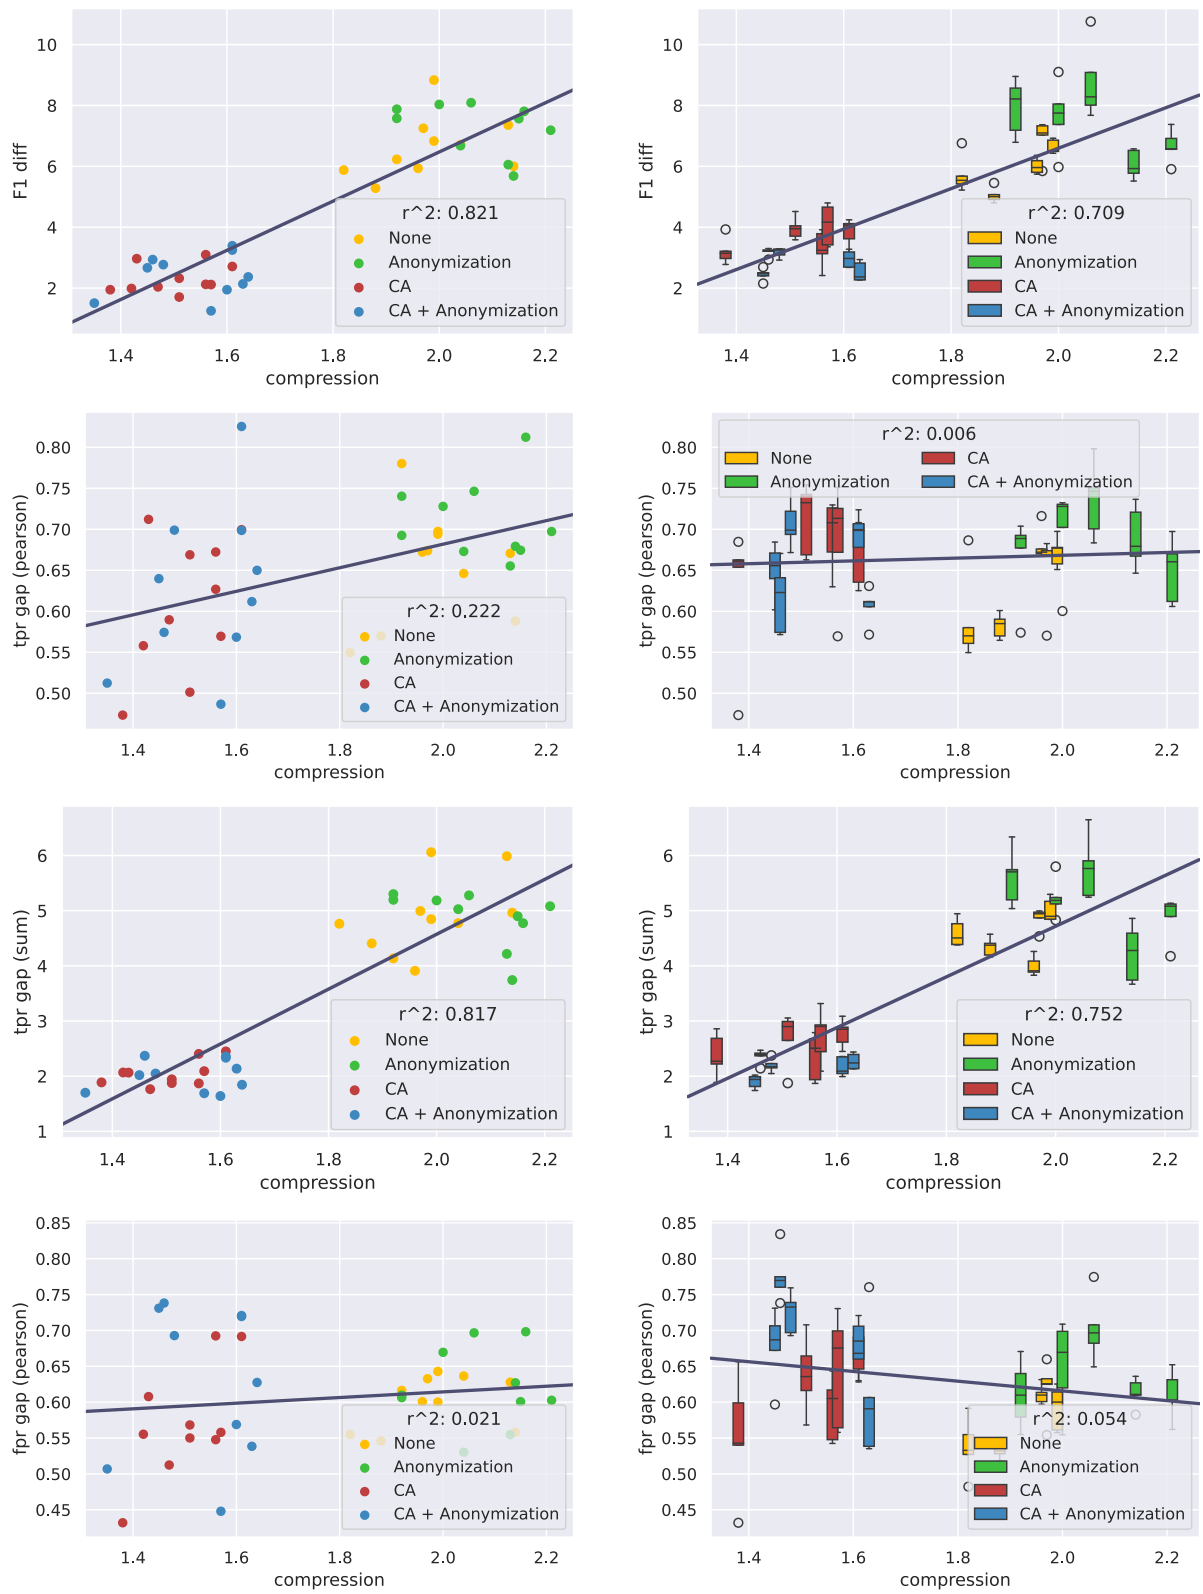 10
8
6
4
2
F1 diff
r^2: 0.821
None
Anonymization
CA
CA + Anonymization
1.4
1.6
1.8
2.0
2.2
compression
10
8
6
4
2
F1 diff
r^2: 0.709
None
Anonymization
CA
CA + Anonymization
1.4
1.6
1.8
2.0
2.2
compression
0.80
0.75
0.70
0.65
0.60
0.55
0.50
tpr gap (pearson)
r^2: 0.222
None
Anonymization
CA
CA + Anonymization
1.4
1.6
1.8
2.0
2.2
compression
0.80
0.75
0.70
0.65
0.60
0.55
0.50
tpr gap (pearson)
r^2: 0.006
None
Anonymization
CA
CA + Anonymization
1.4
1.6
1.8
2.0
2.2
compression
6
5
4
3
2
1
tpr gap (sum)
r^2: 0.817
None
Anonymization
CA
CA + Anonymization
1.4
1.6
1.8
2.0
2.2
compression
6
5
4
3
2
1
tpr gap (sum)
r^2: 0.752
None
Anonymization
CA
CA + Anonymization
1.4
1.6
1.8
2.0
2.2
compression
0.85
0.80
0.75
0.70
0.65
0.60
0.55
0.50
0.45
fpr gap (pearson)
r^2: 0.021
None
Anonymization
CA
CA + Anonymization
1.4
1.6
1.8
2.0
2.2
compression
0.85
0.80
0.75
0.70
0.65
0.60
0.55
0.50
0.45
fpr gap (pearson)
r^2: 0.054
None
Anonymization
CA
CA + Anonymization
1.4
1.6
1.8
2.0
2.2
compression